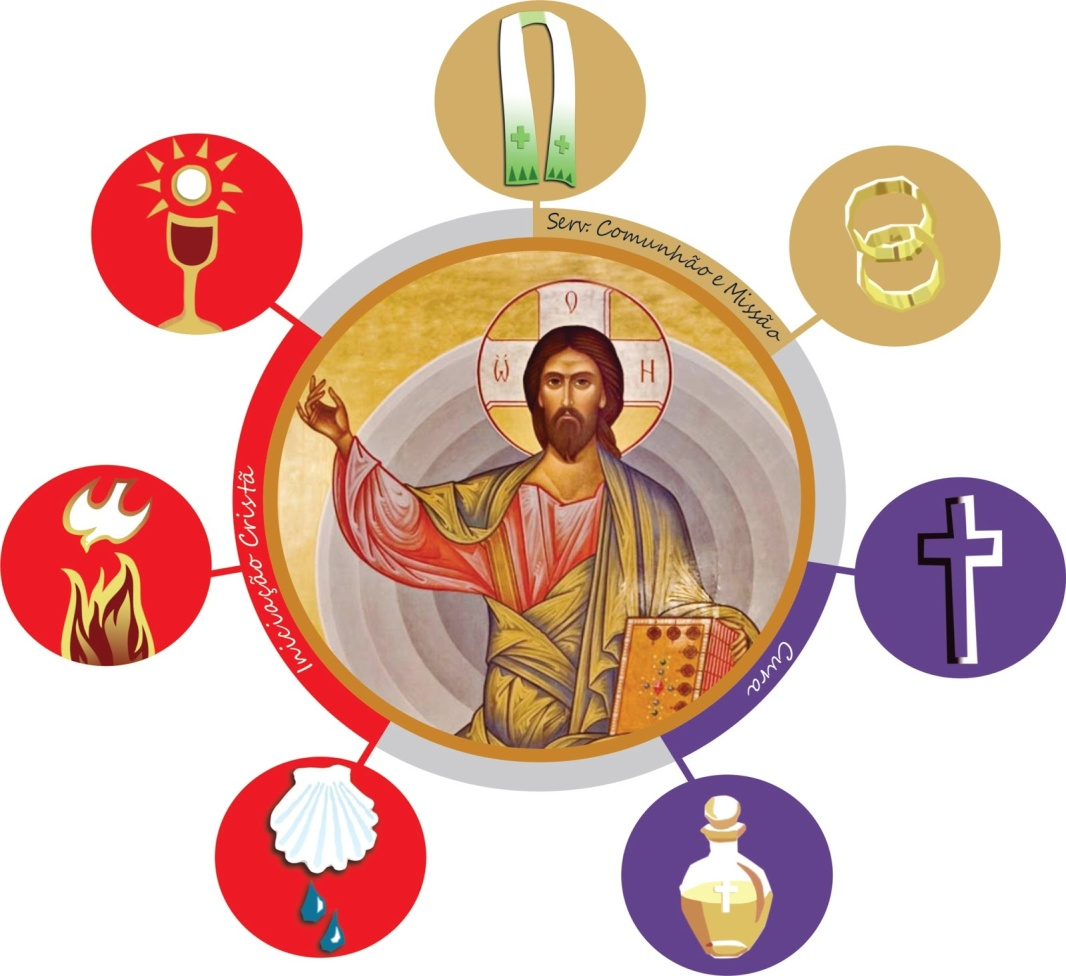 Serv. Comunhão e Missão
Ο
Ѿ Η
Iniciação Cristã
Cura